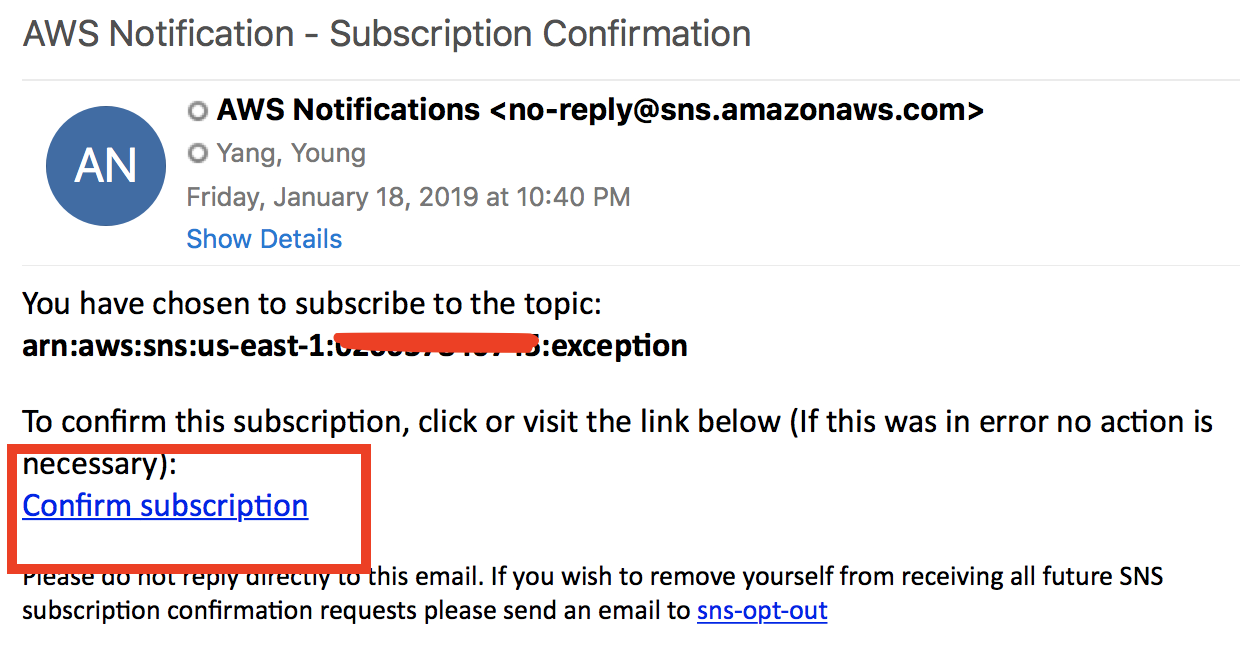 AWS Notification - Subscription Confirmation
AWS Notifications <no-reply@sns.amazonaws.com>
AN
Yang, Young
Friday, January 18, 2019 at 10:40 PM
Show Details
You have chosen to subscribe to the topic:
arn:aws:sns:us-east-1: :exception
To confirm this subscription, click or visit the link below (If this was in error no action is
necessary):
Confirm subscription
Please do not reply directly to this email. If you wish to remove yourself from receiving all future SNS
subscription confirmation requests please send an email to sns-opt-out